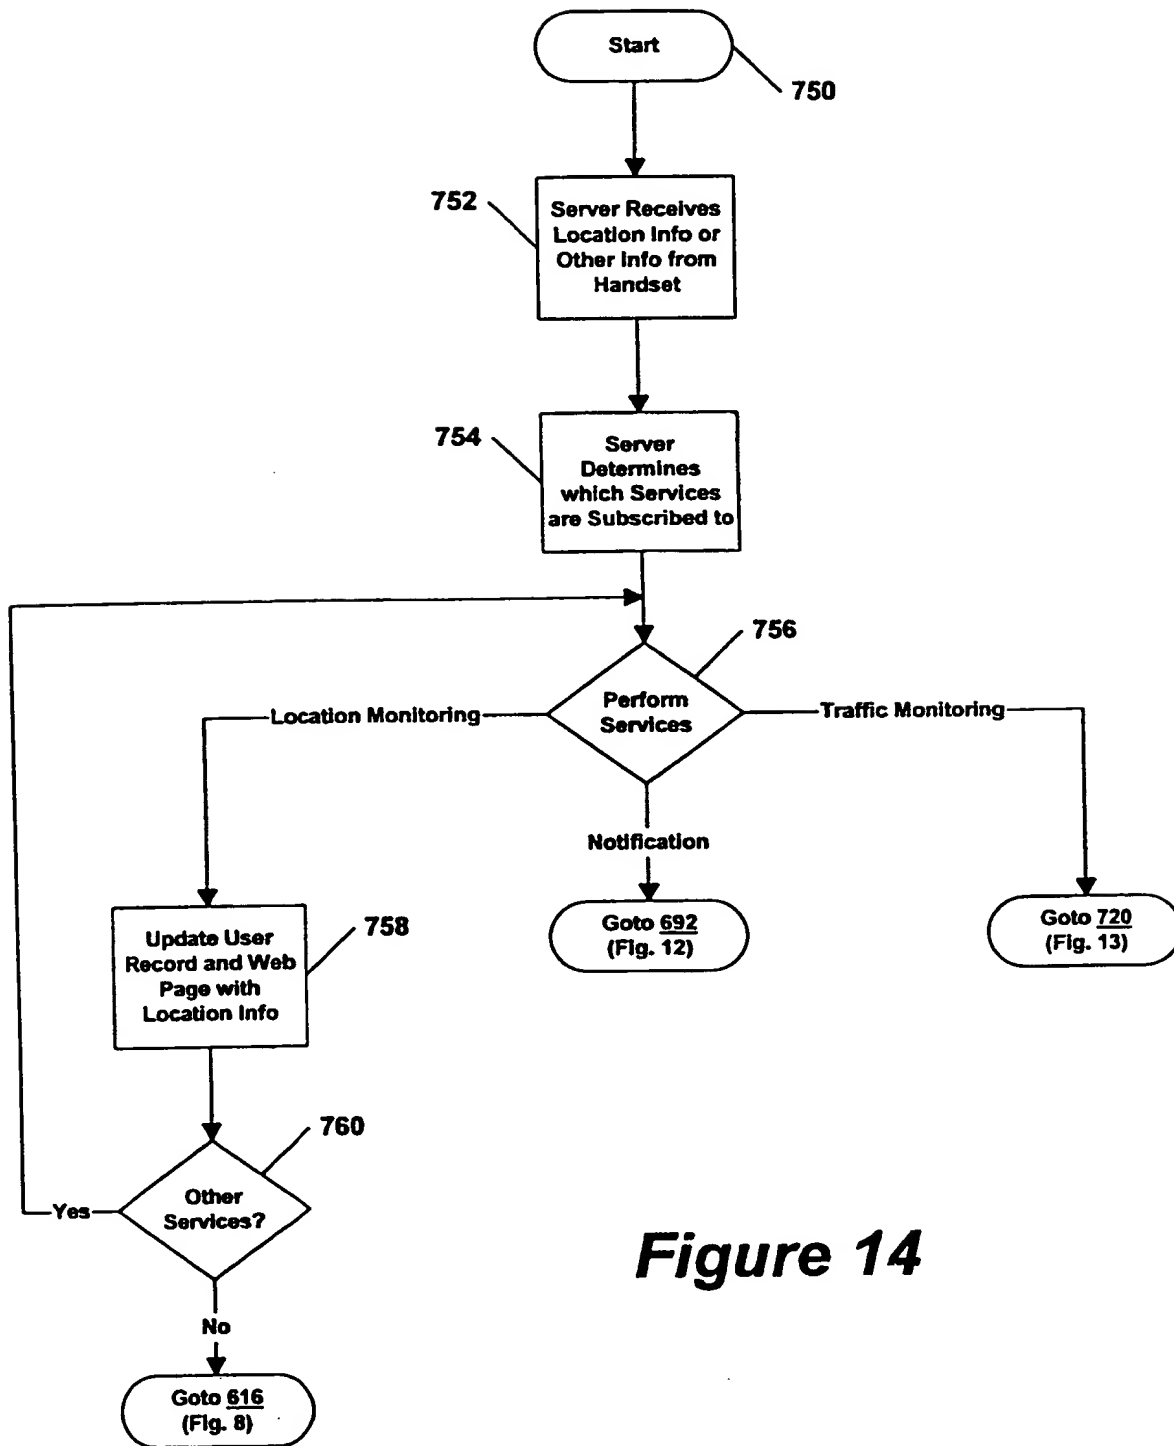 Start
750
752
Server Receives
Location Info or
Other Info from
Handset
754
Server
Determines
which Services
are Subscribed to
756
Perform
Services
Location Monitoring
Traffic Monitoring
Notification
Goto 692
(Fig. 12)
Goto 720
(Fig. 13)
758
Update User
Record and Web
Page with
Location Info
760
Other
Services?
Yes
No
Goto 616
(Fig. 8)
Figure 14